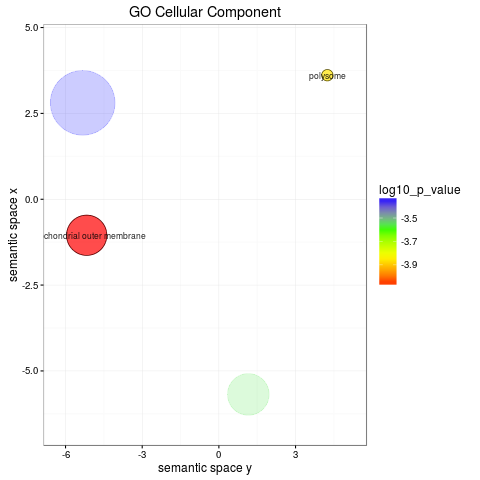 GO Cellular Component
5.0
2.5
0.0
-2.5
-5.0
semantic space x
polysome
chondrial outer membrane
-6
-3
0
3
semantic space y
log10_p_value
-3.5
-3.7
-3.9